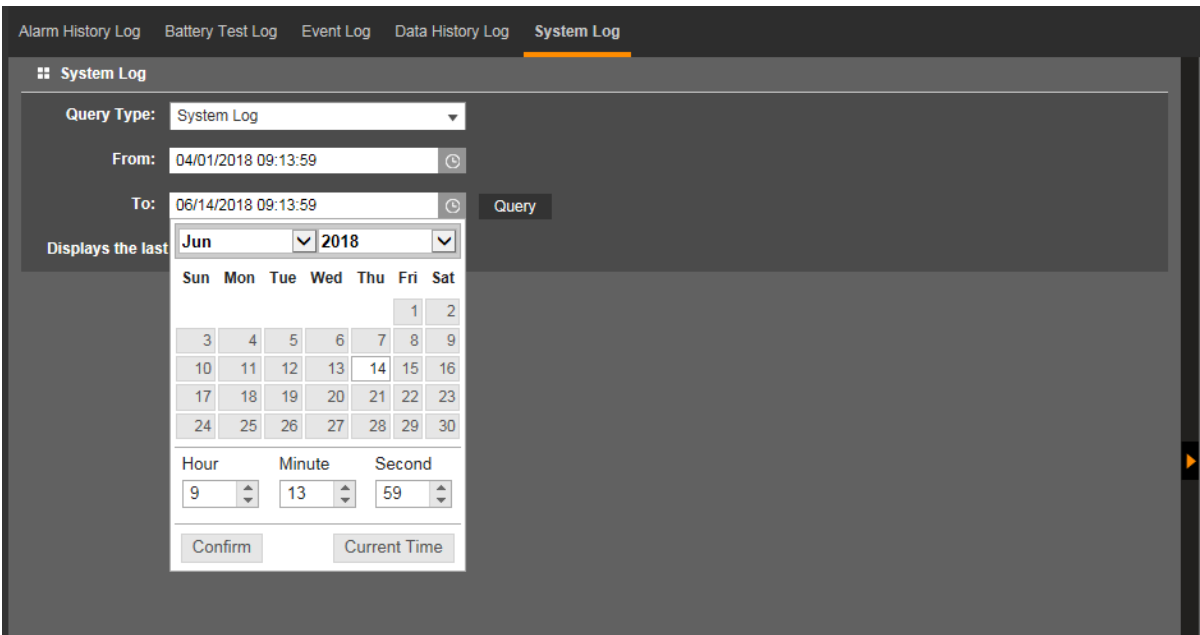 Alarm History Log Battery Test Log Event Log Data History Log System Log
System Log
Query Type: System Log
From: 04/01/2018 09:13:59
To: 06/14/2018 09:13:59 Query
Displays the last
Jun 2018
Sun Mon Tue Wed Thu Fri Sat
1 2
3 4 5 6 7 8 9
10 11 12 13 14 15 16
17 18 19 20 21 22 23
24 25 26 27 28 29 30
Hour Minute Second
9 13 59
Confirm Current Time